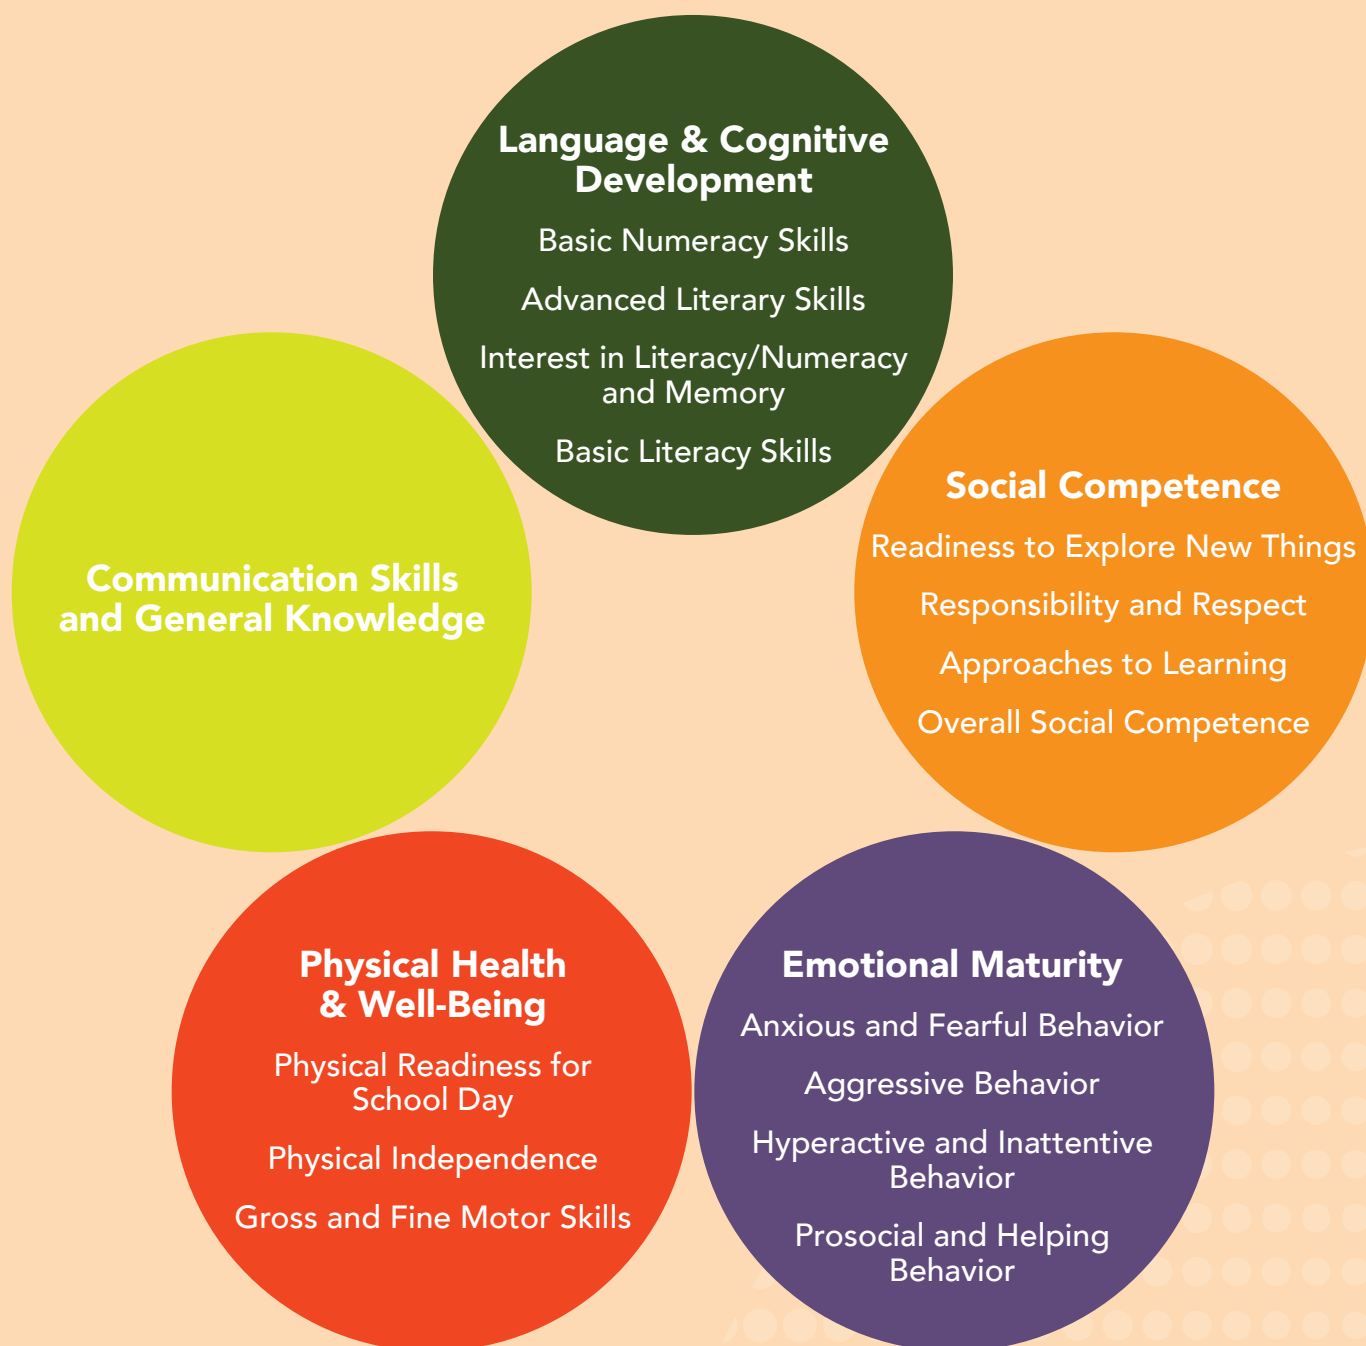 Language & Cognitive
Development
Basic Numeracy Skills
Advanced Literary Skills
Interest in Literacy/Numeracy
and Memory
Basic Literacy Skills
Social Competence
Readiness to Explore New Things
Responsibility and Respect
Approaches to Learning
Overall Social Competence
Communication Skills
and General Knowledge
Physical Health
& Well-Being
Physical Readiness for
School Day
Physical Independence
Gross and Fine Motor Skills
Emotional Maturity
Anxious and Fearful Behavior
Aggressive Behavior
Hyperactive and Inattentive
Behavior
Prosocial and Helping
Behavior